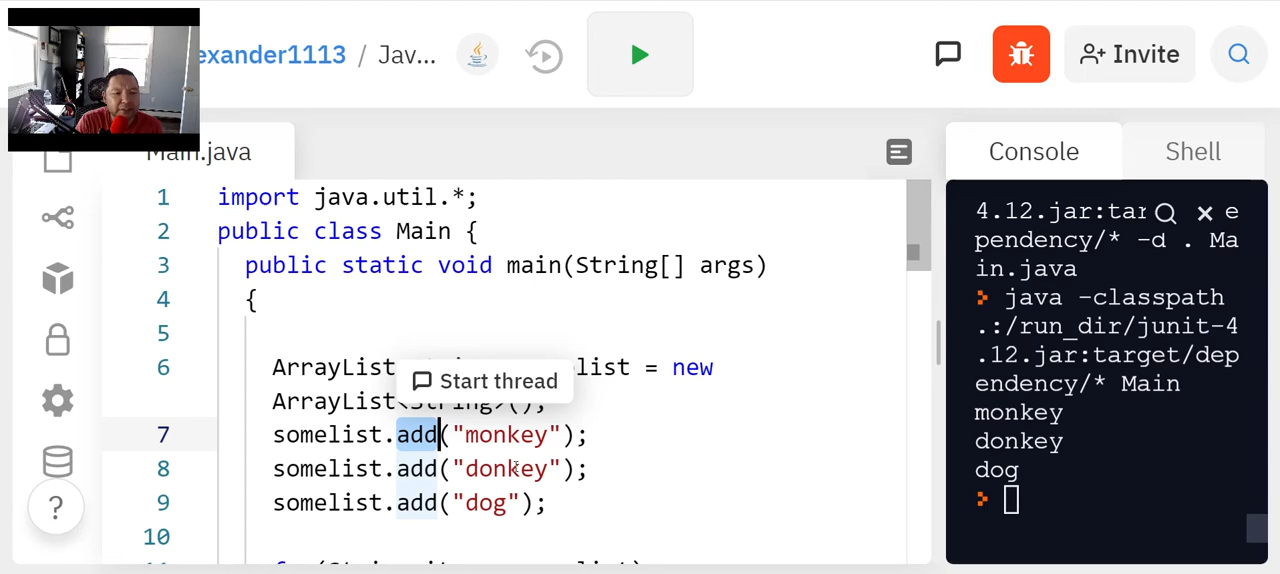 exander1113 / Jav...
Invite
Main.java
Console
Shell
1 import java.util.*;
2 public class Main {
3 public static void main(String[] args)
4 {
5
6 ArrayList list = new
Start thread
ArrayList<String>();
7 somelist.add("monkey");
8 somelist.add("donkey");
9 somelist.add("dog");
10
?
4.12.jar:tar e
pendency/* -d . Ma
in.java
java -classpath
.:/run_dir/junit-4
.12.jar:target/dep
endency/* Main
monkey
donkey
dog